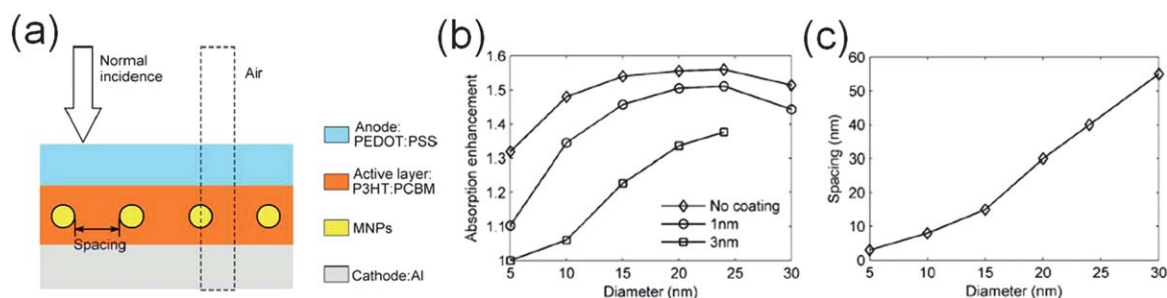 (a)
Normal
incidence
Air
Anode:
PEDOT:PSS
Active layer:
P3HT:PCBM
MNPs
Spacing
Cathode:Al
(b)
Absorption enhancement
1.6
1.5
1.4
1.3
1.2
1.1
1
5
10
15
20
25
30
No coating
1nm
3nm
Diameter (nm)
(c)
Spacing (nm)
60
50
40
30
20
10
0
5
10
15
20
25
30
Diameter (nm)